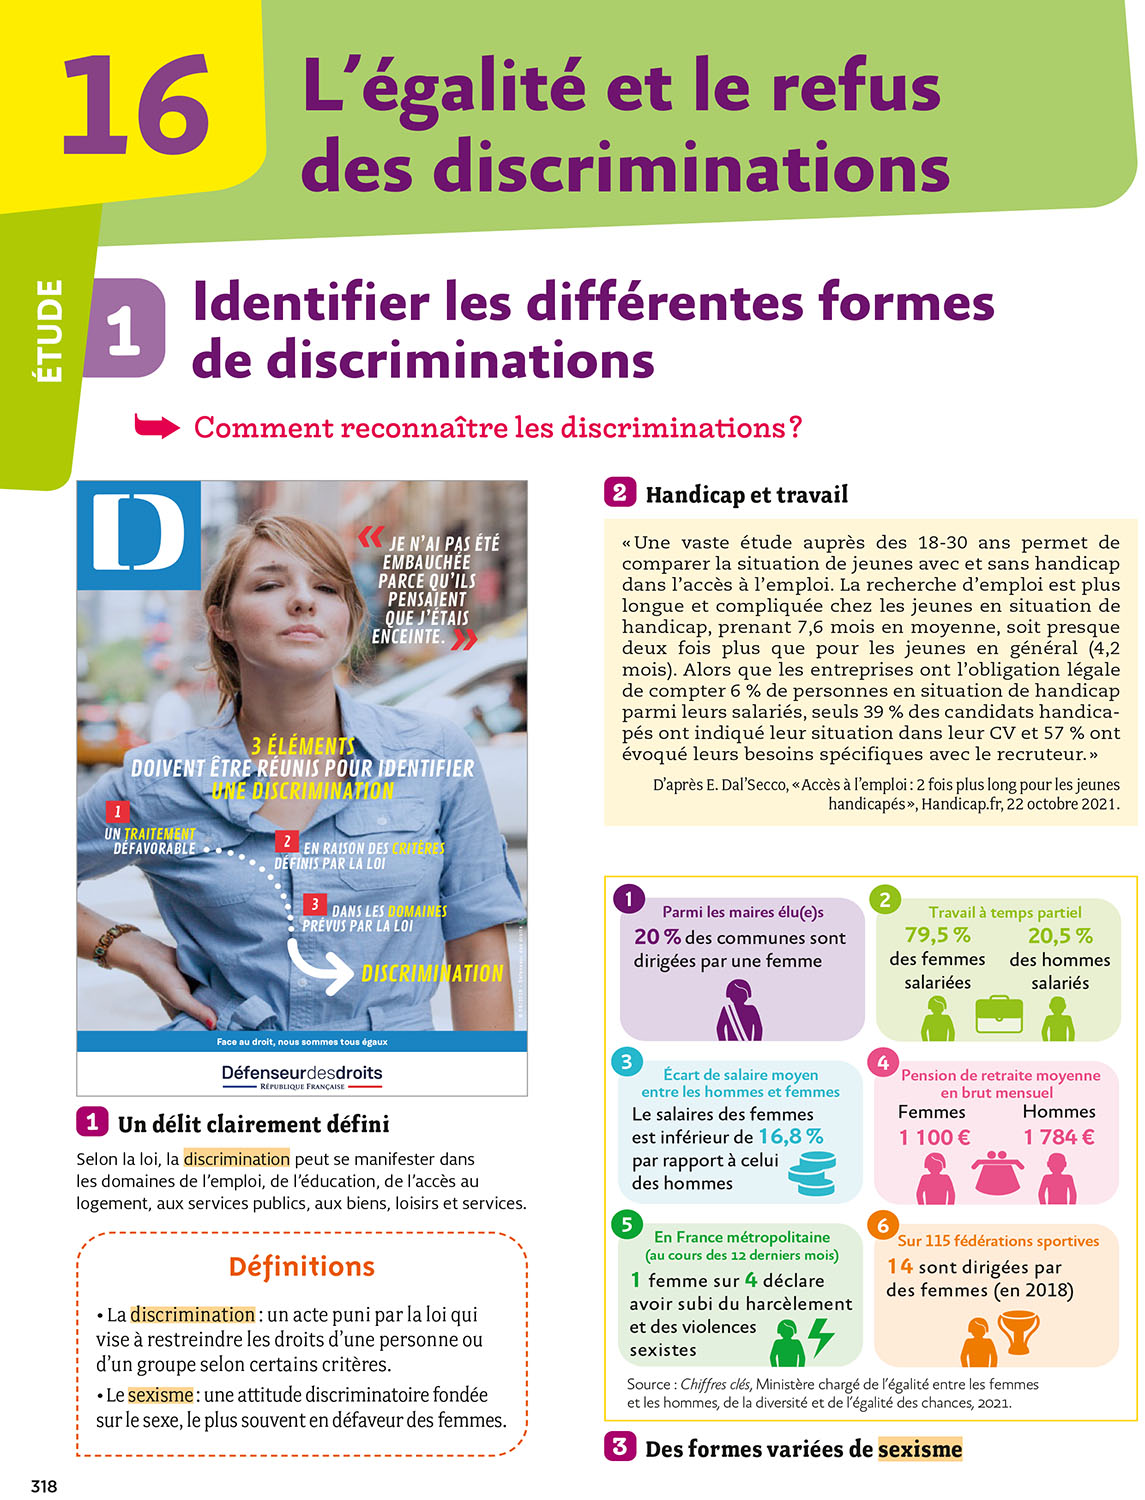 16
L'égalité et le refus
des discriminations
ÉTUDE
1
Identifier les différentes formes
de discriminations
Comment reconnaître les discriminations ?
D
« JE N'AI PAS ÉTÉ
EMBAUCHÉE
PARCE QU'ILS
PENSAIENT
QUE J'ÉTAIS
ENCEINTE. »
3 ÉLÉMENTS
DOIVENT ÊTRE RÉUNIS POUR IDENTIFIER
UNE DISCRIMINATION
1
UN TRAITEMENT
DÉFAVORABLE
2 EN RAISON DES CRITÈRES
DÉFINIS PAR LA LOI
3 DANS LES DOMAINES
PRÉVUS PAR LA LOI
DISCRIMINATION
Face au droit, nous sommes tous égaux
Défenseurdesdroits
RÉPUBLIQUE FRANÇAISE
1 Un délit clairement défini
Selon la loi, la discrimination peut se manifester dans
les domaines de l'emploi, de l'éducation, de l'accès au
logement, aux services publics, aux biens, loisirs et services.
Définitions
• La discrimination : un acte puni par la loi qui
vise à restreindre les droits d'une personne ou
d'un groupe selon certains critères.
• Le sexisme : une attitude discriminatoire fondée
sur le sexe, le plus souvent en défaveur des femmes.
2 Handicap et travail
« Une vaste étude auprès des 18-30 ans permet de
comparer la situation de jeunes avec et sans handicap
dans l'accès à l'emploi. La recherche d'emploi est plus
longue et compliquée chez les jeunes en situation de
handicap, prenant 7,6 mois en moyenne, soit presque
deux fois plus que pour les jeunes en général (4,2
mois). Alors que les entreprises ont l'obligation légale
de compter 6 % de personnes en situation de handicap
parmi leurs salariés, seuls 39 % des candidats handica-
pés ont indiqué leur situation dans leur CV et 57 % ont
évoqué leurs besoins spécifiques avec le recruteur. »
D'après E. Dal'Secco, « Accès à l'emploi : 2 fois plus long pour les jeunes
handicapés », Handicap.fr, 22 octobre 2021.
1
Parmi les maires élu(e)s
20 % des communes sont
dirigées par une femme
2
Travail à temps partiel
79,5 % 20,5 %
des femmes des hommes
salariées salariés
3
Écart de salaire moyen
entre les hommes et femmes
Le salaires des femmes
est inférieur de 16,8 %
par rapport à celui
des hommes
4
Pension de retraite moyenne
en brut mensuel
Femmes Hommes
1 100 € 1 784 €
5
En France métropolitaine
(au cours des 12 derniers mois)
1 femme sur 4 déclare
avoir subi du harcèlement
et des violences
sexistes
6
Sur 115 fédérations sportives
14 sont dirigées par
des femmes (en 2018)
Source : Chiffres clés, Ministère chargé de l'égalité entre les femmes
et les hommes, de la diversité et de l'égalité des chances, 2021.
3 Des formes variées de sexisme
318